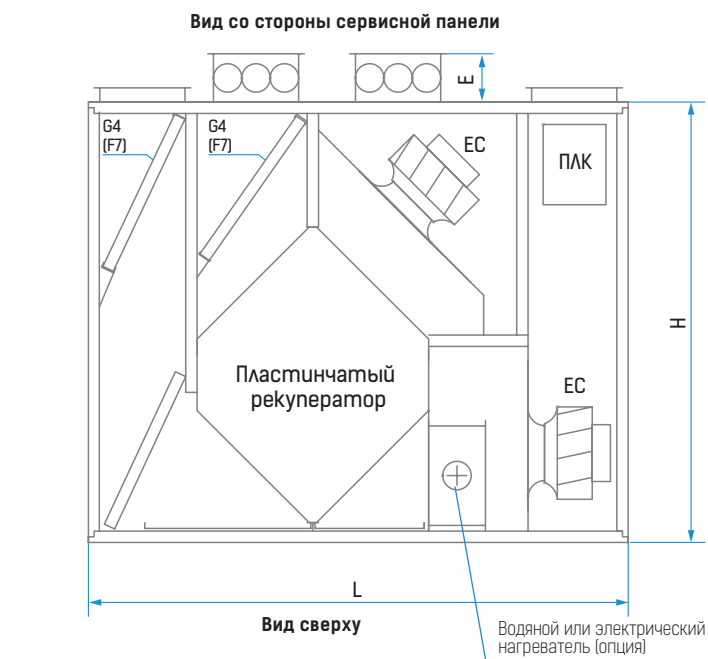 Вид со стороны сервисной панели
E
G4
(F7)
G4
(F7)
EC
ПЛК
H
Пластинчатый
рекуператор
EC
L
Вид сверху
Водяной или электрический
нагреватель (опция)